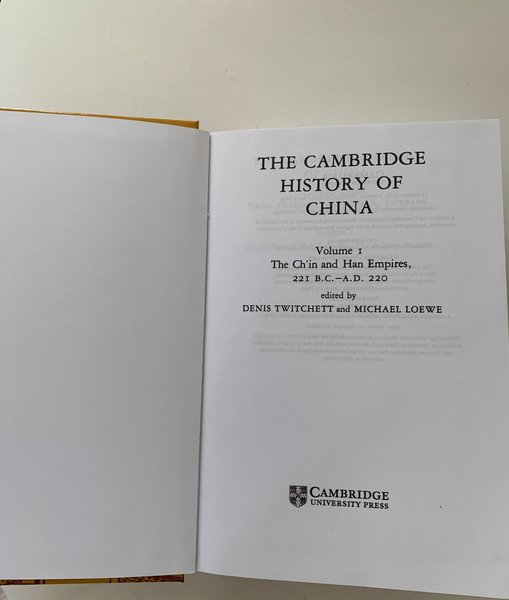 THE CAMBRIDGE
HISTORY OF
CHINA
Volume 1
The Ch'in and Han Empires,
221 B.C.–A.D. 220
edited by
DENIS TWITCHETT and MICHAEL LOEWE
CAMBRIDGE
UNIVERSITY PRESS